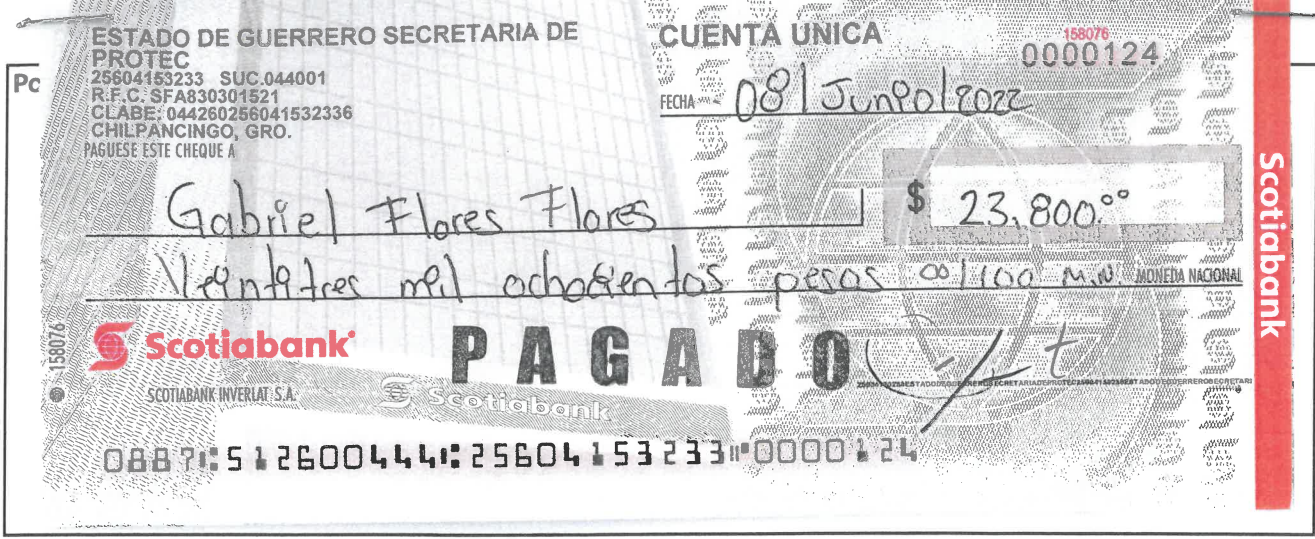 ESTADO DE GUERRERO SECRETARIA DE
PROTEC
25604153233 SUC.044001
R.F.C. SFA830301521
CLABE: 044260256041532336
CHILPANCINGO, GRO.
PAGUESE ESTE CHEQUE A
CUENTA UNICA
158076
0000124
Po
FECHA 08/Junio/2022
Gabriel Flores Flores
$ 23,800.°°
Veintitres mil ochocientos pesos °°/100 M.N. MONEDA NACIONAL
158076
Scotiabank
SCOTIABANK INVERLAT S.A.
PAGADO
Scotiabank
Scotiabank
0887⑆512600444⑆25604153233⑈0000124